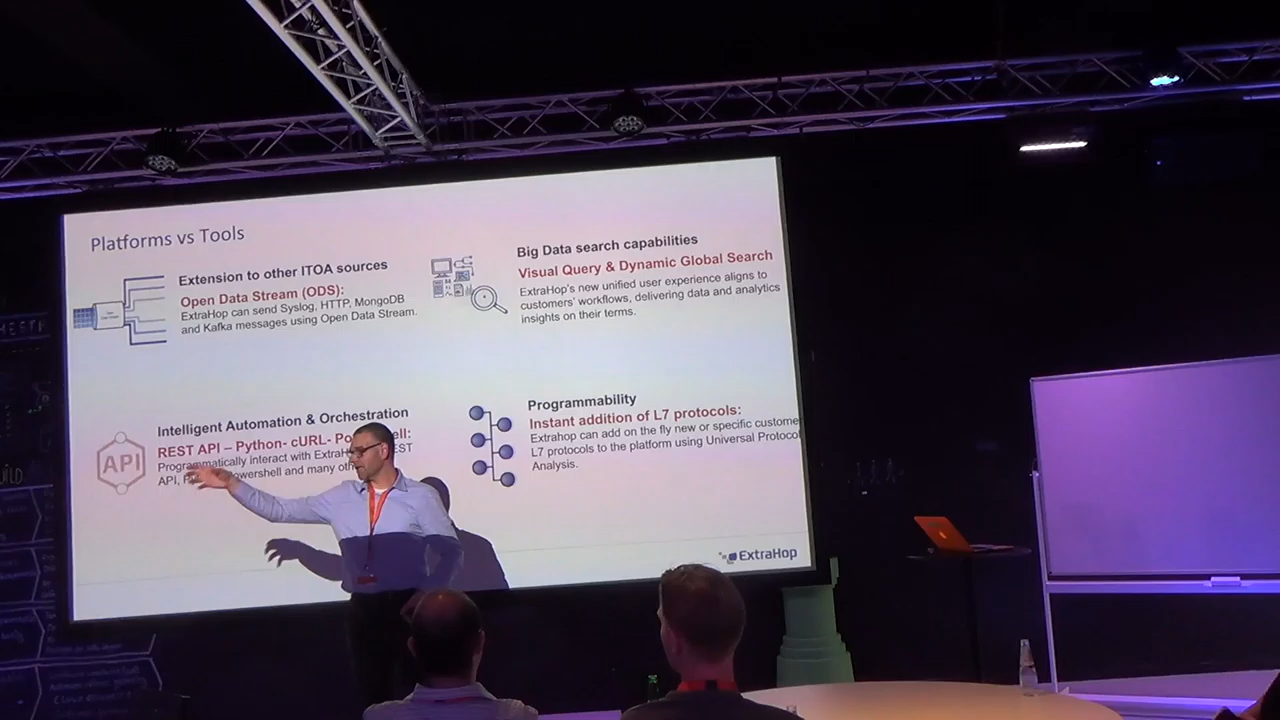 Platforms vs Tools
Extension to other ITOA sources
Open Data Stream (ODS):
ExtraHop can send Syslog, HTTP, MongoDB
and Kafka messages using Open Data Stream.
Big Data search capabilities
Visual Query & Dynamic Global Search
ExtraHop's new unified user experience aligns to
customers' workflows, delivering data and analytics
insights on their terms.
API
Intelligent Automation & Orchestration
REST API – Python- cURL-
Programmatically interact with
API, Powershell and many
Programmability
Instant addition of L7 protocols:
Extrahop can add on the fly new or specific custome
L7 protocols to the platform using Universal Protocol
Analysis.
ExtraHop